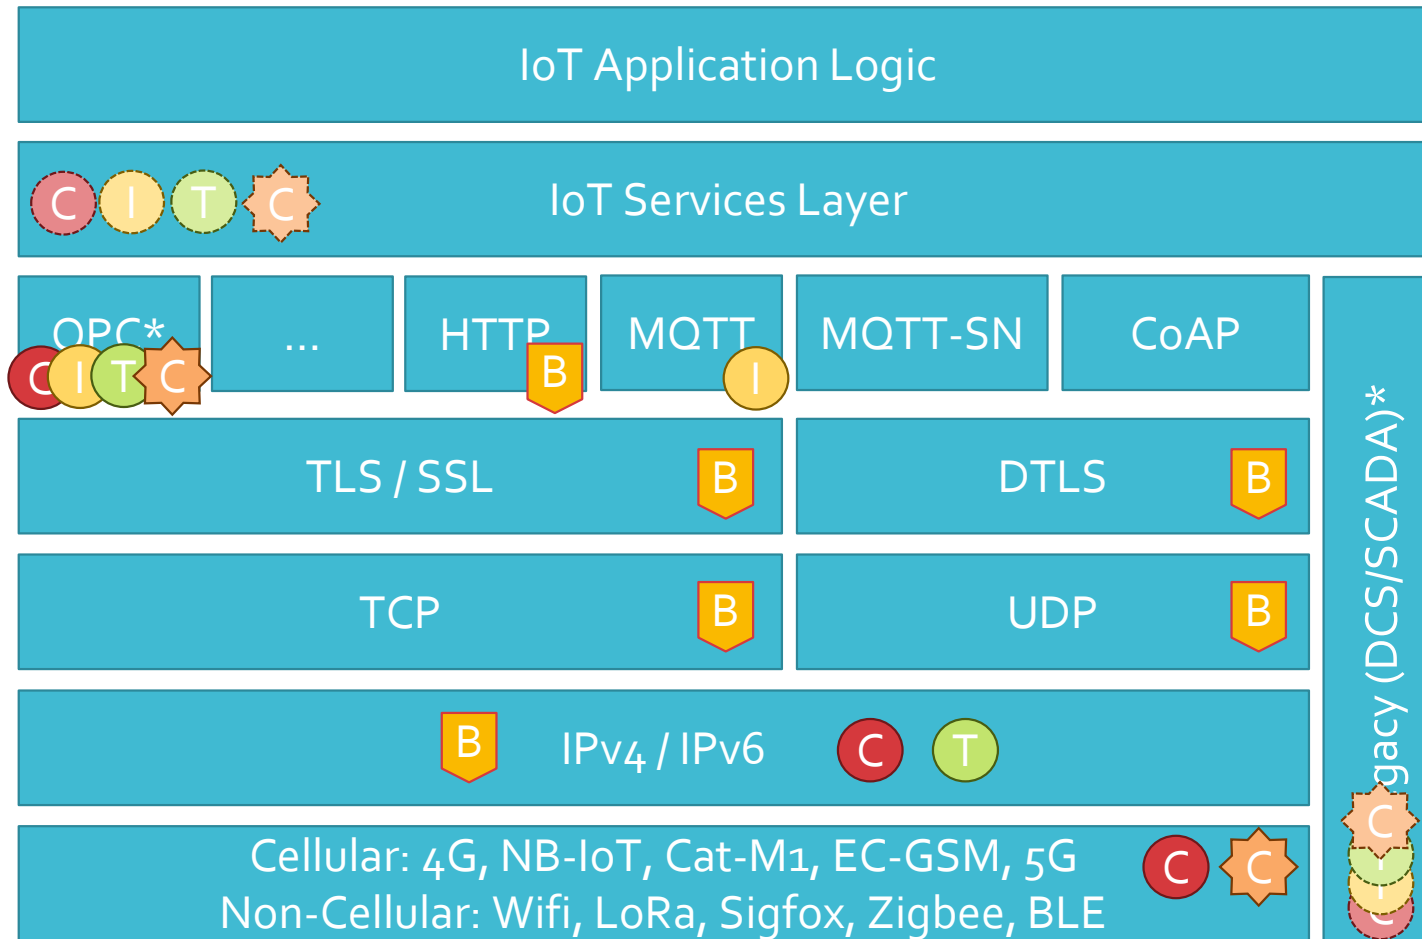 IoT Application Logic
C I T C
IoT Services Layer
OPC*
C I T C
...
HTTP
B
MQTT
I
MQTT-SN
CoAP
TLS / SSL
B
DTLS
B
TCP
B
UDP
B
B
IPv4 / IPv6
C T
Cellular: 4G, NB-IoT, Cat-M1, EC-GSM, 5G
Non-Cellular: Wifi, LoRa, Sigfox, Zigbee, BLE
C C
gacy (DCS/SCADA)*
C